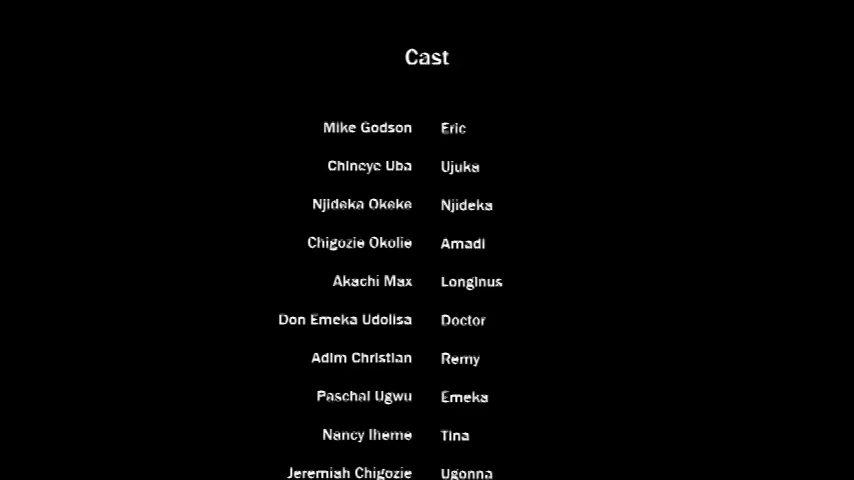 Cast
Mike Godson Eric
Chineye Uba Ujuka
Njideka Okeke Njideka
Chigozie Okolie Amadi
Akachi Max Longinus
Don Emeka Udolisa Doctor
Adim Christian Remy
Paschal Ugwu Emeka
Nancy Iheme Tina
Jeremiah Chigozie Ugonna